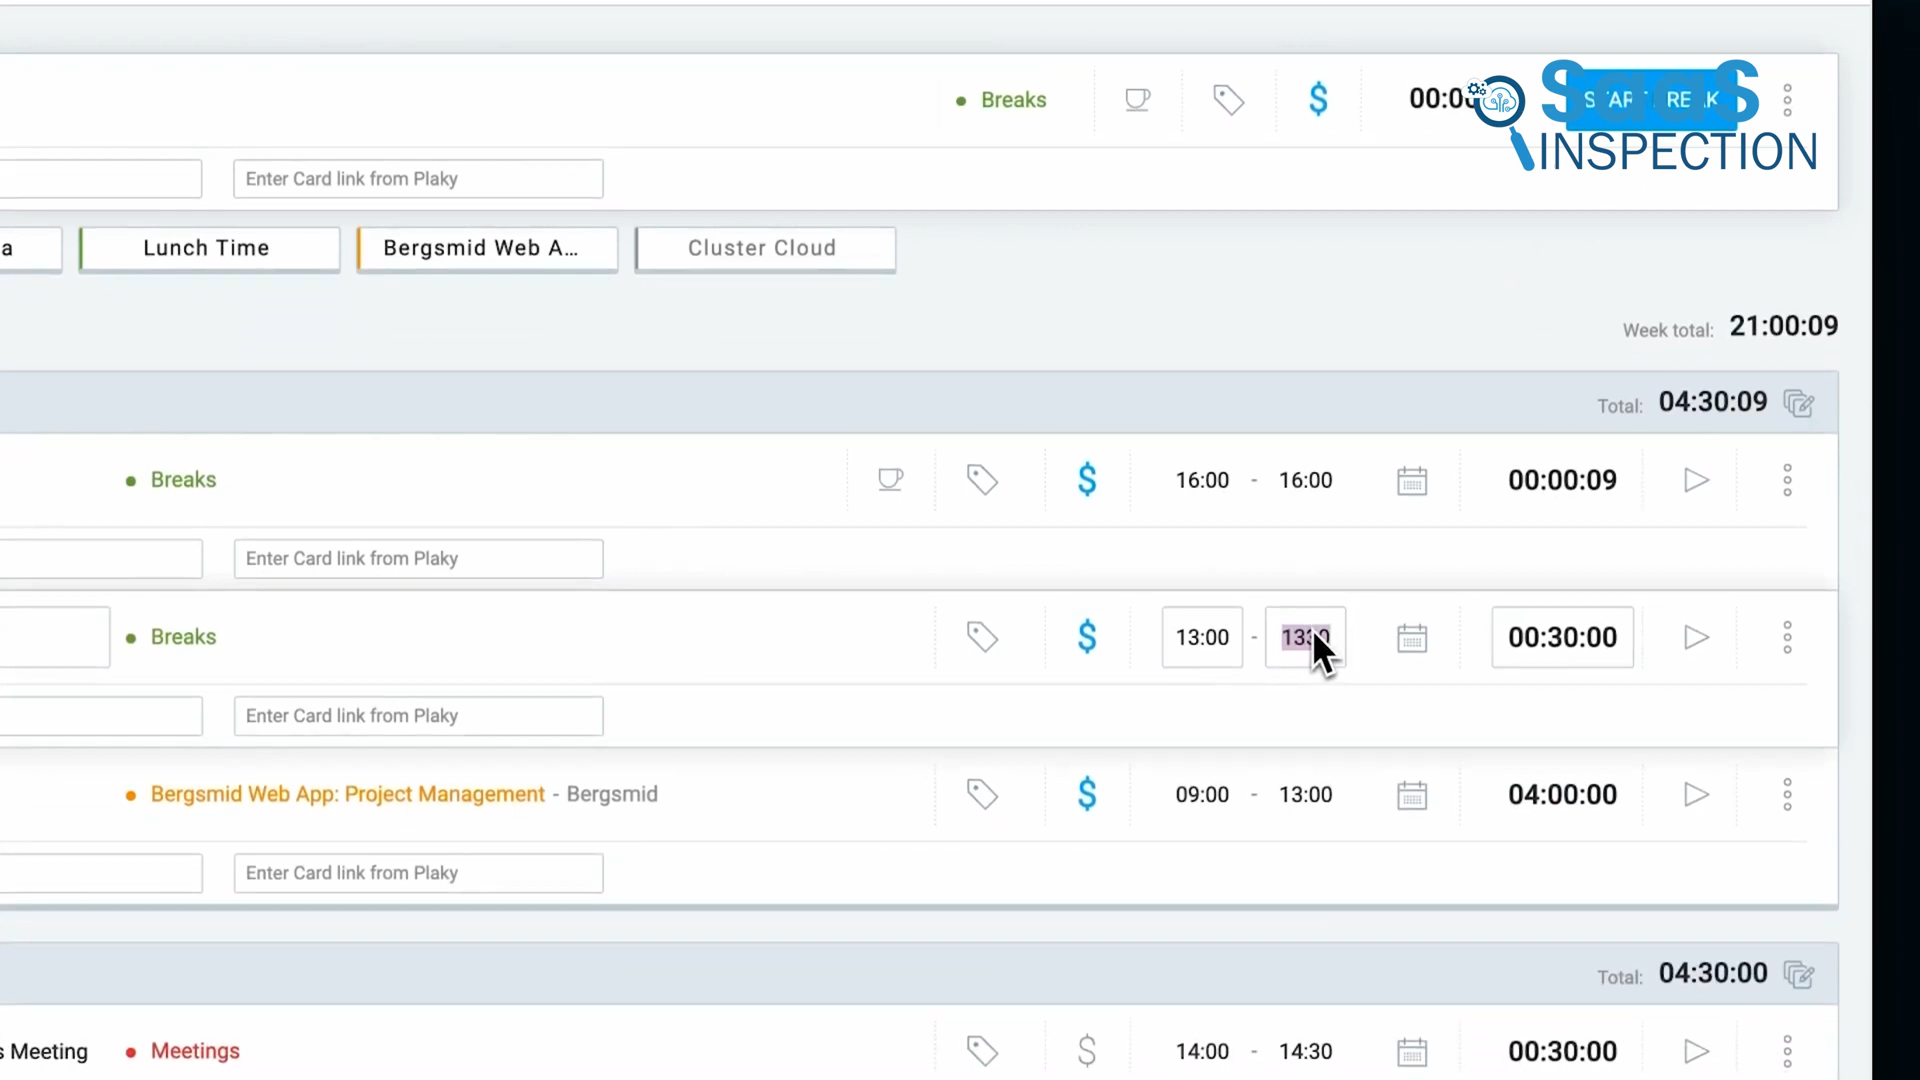 Breaks $ 00:0 START BREAK
SaaS
INSPECTION
Enter Card link from Plaky
a Lunch Time Bergsmid Web A... Cluster Cloud
Week total: 21:00:09
Total: 04:30:09
Breaks $ 16:00 - 16:00 00:00:09
Enter Card link from Plaky
Breaks $ 13:00 - 1330 00:30:00
Enter Card link from Plaky
Bergsmid Web App: Project Management - Bergsmid $ 09:00 - 13:00 04:00:00
Enter Card link from Plaky
Total: 04:30:00
s Meeting Meetings $ 14:00 - 14:30 00:30:00